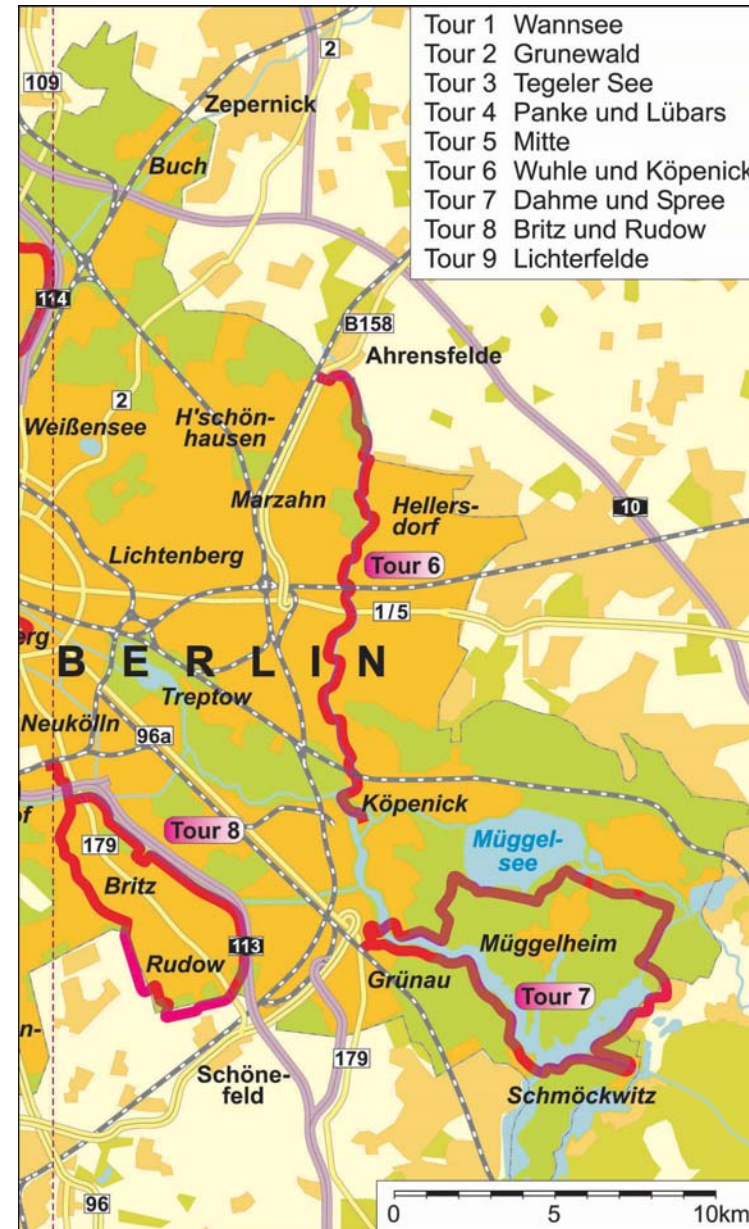 Tour 1 Wannsee
Tour 2 Grunewald
Tour 3 Tegeler See
Tour 4 Panke und Lübars
Tour 5 Mitte
Tour 6 Wuhle und Köpenick
Tour 7 Dahme und Spree
Tour 8 Britz und Rudow
Tour 9 Lichterfelde
2
109
Zepernick
Buch
114
B158
Ahrensfelde
2
Weißensee
H'schön-
hausen
Marzahn
Hellers-
dorf
10
Lichtenberg
Tour 6
1/5
erg
BERLIN
Treptow
Neukölln
96a
Köpenick
Tour 8
Müggel-
see
179
Britz
Müggelheim
113
Rudow
Grünau
Tour 7
n-
179
Schöne-
feld
Schmöckwitz
96
0 5 10km